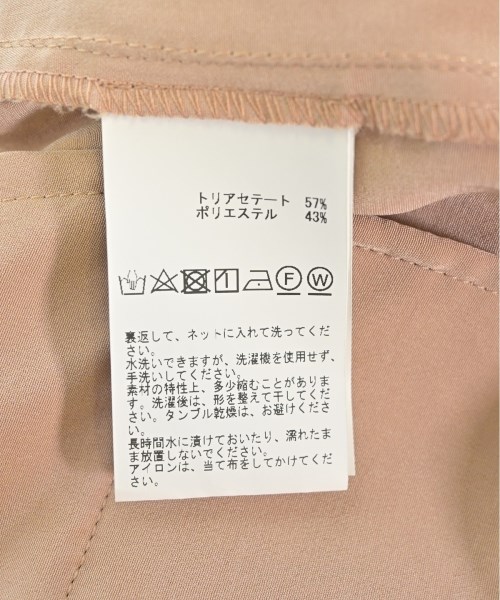 トリアセテート 57%
ポリエステル 43%
F W
裏返して、ネットに入れて洗ってくだ
さい。
水洗いできますが、洗濯機を使用せず、
手洗いしてください。
素材の特性上、多少縮むことがありま
す。洗濯後は、形を整えて干してくださ
い。タンブル乾燥は、お避けくださ
い。
長時間水に漬けておいたり、濡れたま
まま放置しないでください。
アイロンは、当て布をしてかけてくだ
さい。